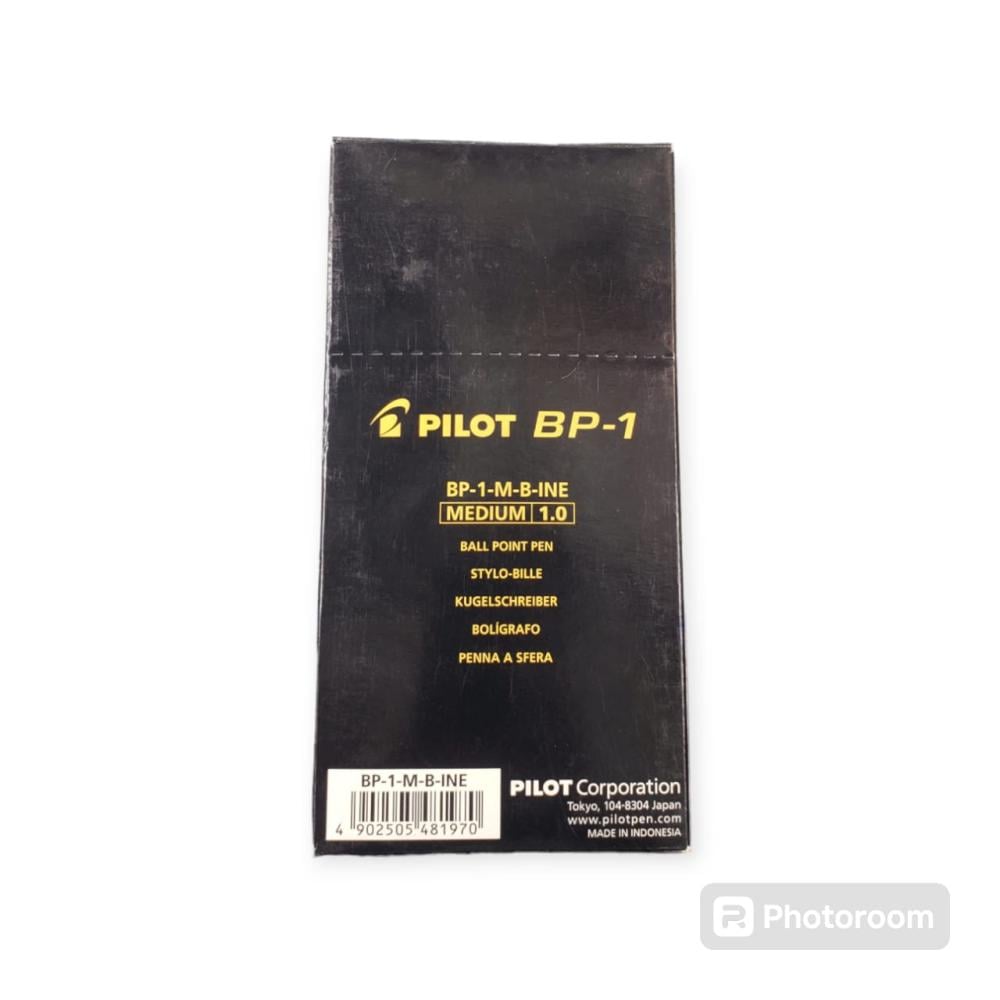 PILOT BP-1
BP-1-M-B-INE
MEDIUM 1.0
BALL POINT PEN
STYLO-BILLE
KUGELSCHREIBER
BOLÍGRAFO
PENNA A SFERA
BP-1-M-B-INE
4 902505 481970
PILOT Corporation
Tokyo, 104-8304 Japan
www.pilotpen.com
MADE IN INDONESIA
Photoroom